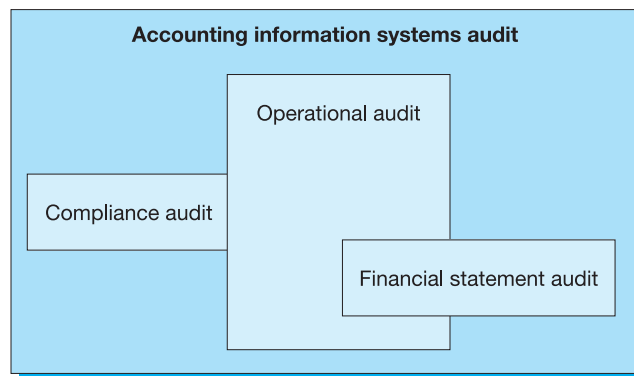 Accounting information systems audit
Operational audit
Compliance audit
Financial statement audit